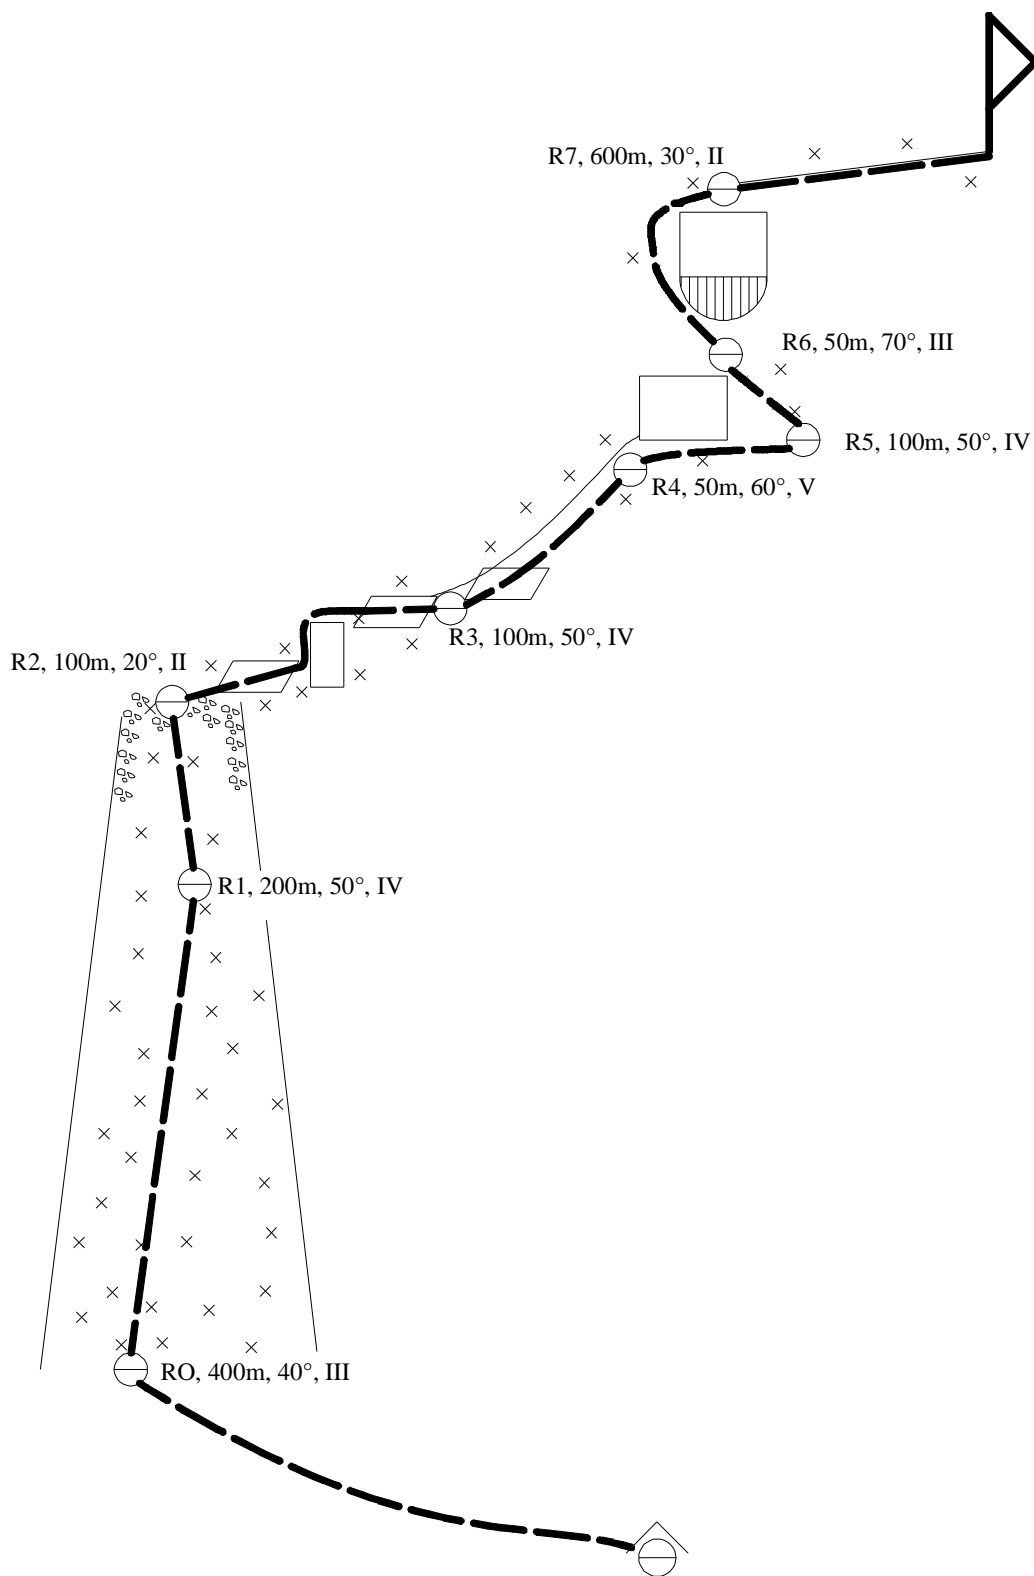 R7, 600m, 30°, II
R6, 50m, 70°, III
R5, 100m, 50°, IV
R4, 50m, 60°, V
R3, 100m, 50°, IV
R2, 100m, 20°, II
R1, 200m, 50°, IV
RO, 400m, 40°, III